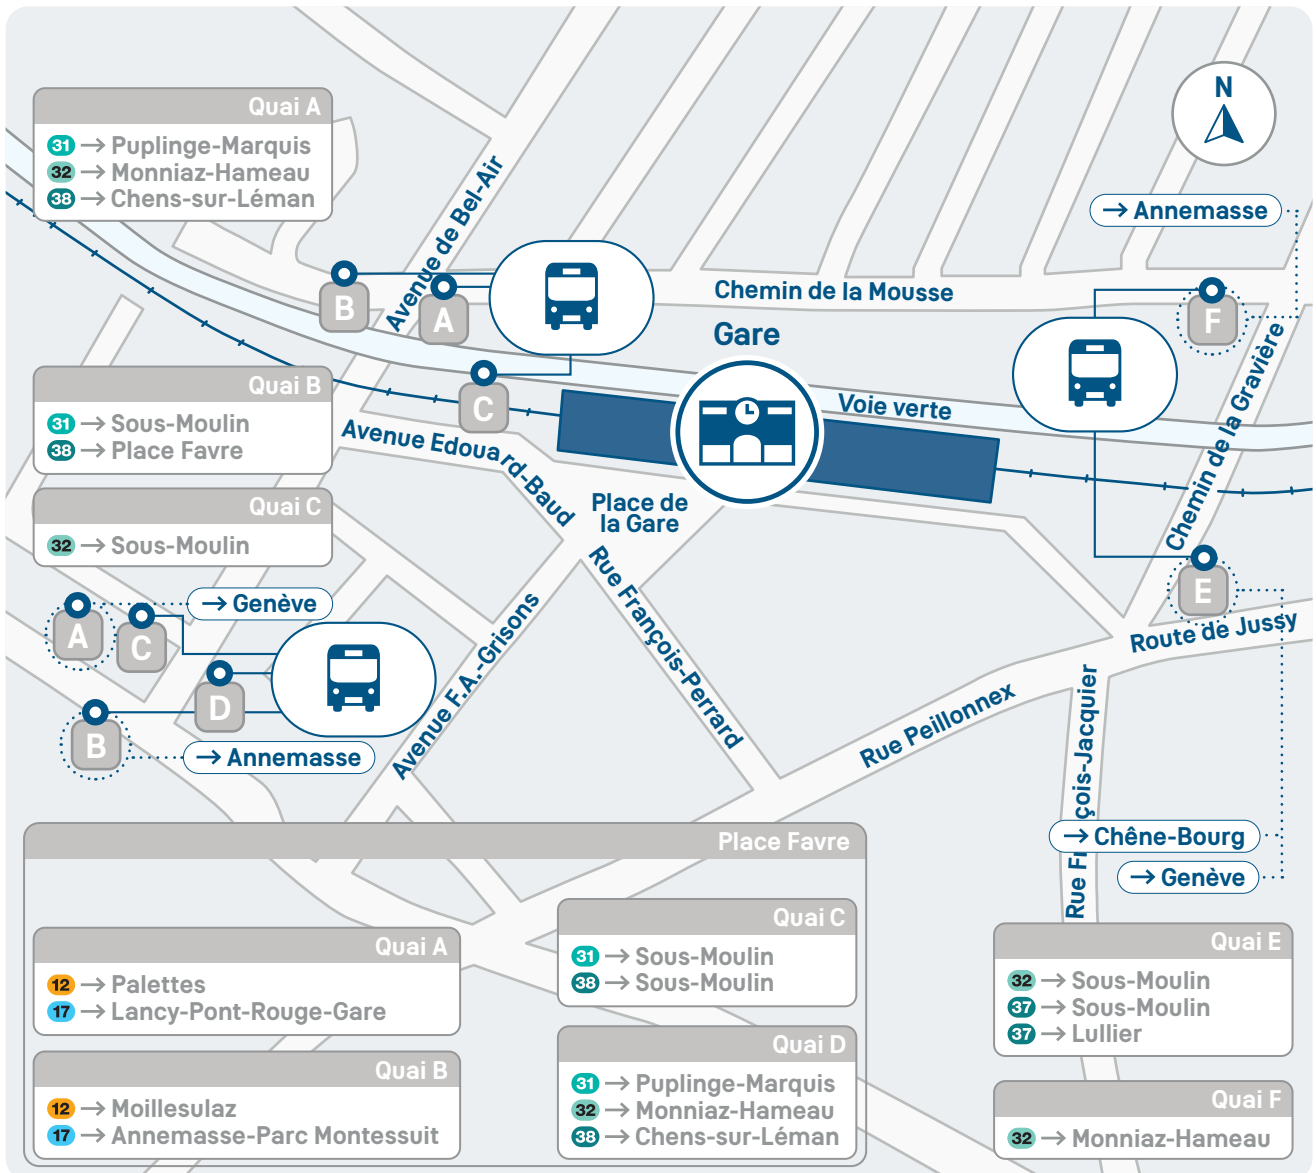 Quai A
31 → Puplinge-Marquis
32 → Monniaz-Hameau
38 → Chens-sur-Léman
N
→ Annemasse
Avenue de Bel-Air
B
A
Chemin de la Mousse
F
Gare
Chemin de la Gravière
Quai B
31 → Sous-Moulin
38 → Place Favre
C
Voie verte
Avenue Edouard-Baud
Place de
la Gare
Quai C
32 → Sous-Moulin
Rue François-Perrard
→ Genève
A
C
E
Route de Jussy
Avenue F.A.-Grisons
D
B
→ Annemasse
Rue Peillonnex
Rue François-Jacquier
→ Chêne-Bourg
→ Genève
Place Favre
Quai A
12 → Palettes
17 → Lancy-Pont-Rouge-Gare
Quai B
12 → Moillesulaz
17 → Annemasse-Parc Montessuit
Quai C
31 → Sous-Moulin
38 → Sous-Moulin
Quai D
31 → Puplinge-Marquis
32 → Monniaz-Hameau
38 → Chens-sur-Léman
Quai E
32 → Sous-Moulin
37 → Sous-Moulin
37 → Lullier
Quai F
32 → Monniaz-Hameau